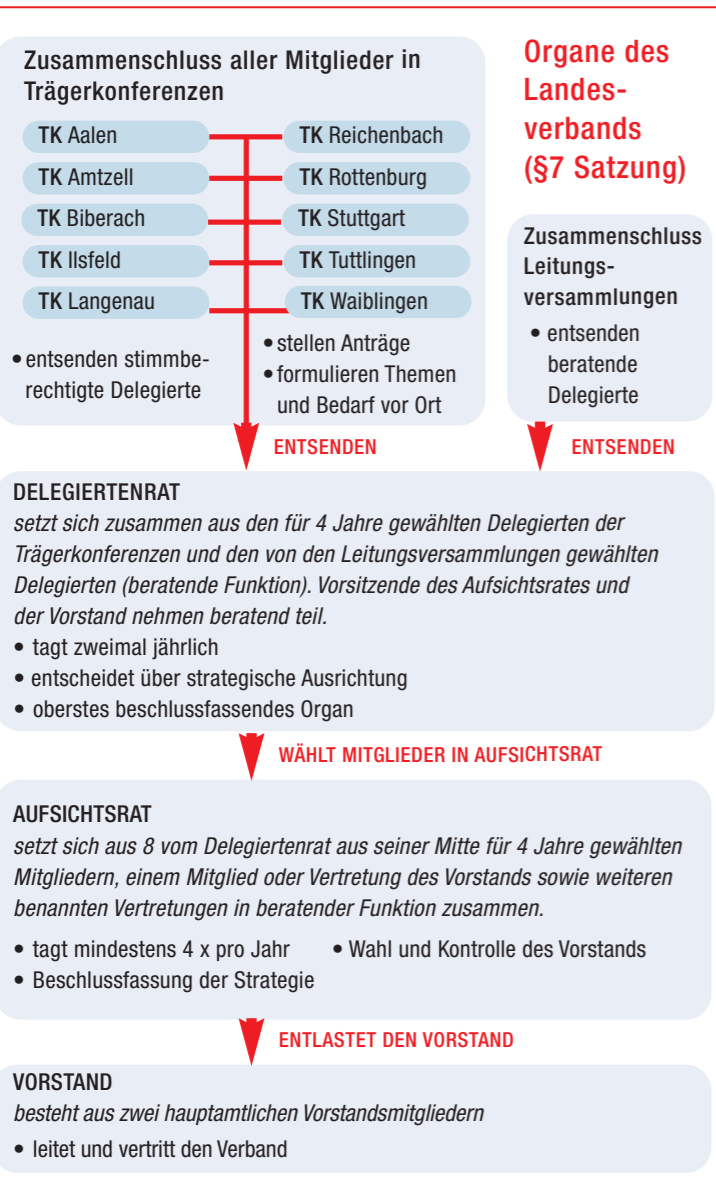 Zusammenschluss aller Mitglieder in
Trägerkonferenzen
TK Aalen
TK Reichenbach
TK Amtzell
TK Rottenburg
TK Biberach
TK Stuttgart
TK Ilsfeld
TK Tuttlingen
TK Langenau
TK Waiblingen
• entsenden stimmbe-
rechtigte Delegierte
• stellen Anträge
• formulieren Themen
und Bedarf vor Ort
Organe des
Landes-
verbands
(§7 Satzung)
Zusammenschluss
Leitungs-
versammlungen
• entsenden
beratende
Delegierte
ENTSENDEN
ENTSENDEN
DELEGIERTENRAT
setzt sich zusammen aus den für 4 Jahre gewählten Delegierten der
Trägerkonferenzen und den von den Leitungsversammlungen gewählten
Delegierten (beratende Funktion). Vorsitzende des Aufsichtsrates und
der Vorstand nehmen beratend teil.
• tagt zweimal jährlich
• entscheidet über strategische Ausrichtung
• oberstes beschlussfassendes Organ
WÄHLT MITGLIEDER IN AUFSICHTSRAT
AUFSICHTSRAT
setzt sich aus 8 vom Delegiertenrat aus seiner Mitte für 4 Jahre gewählten
Mitgliedern, einem Mitglied oder Vertretung des Vorstands sowie weiteren
benannten Vertretungen in beratender Funktion zusammen.
• tagt mindestens 4 x pro Jahr • Wahl und Kontrolle des Vorstands
• Beschlussfassung der Strategie
ENTLASTET DEN VORSTAND
VORSTAND
besteht aus zwei hauptamtlichen Vorstandsmitgliedern
• leitet und vertritt den Verband